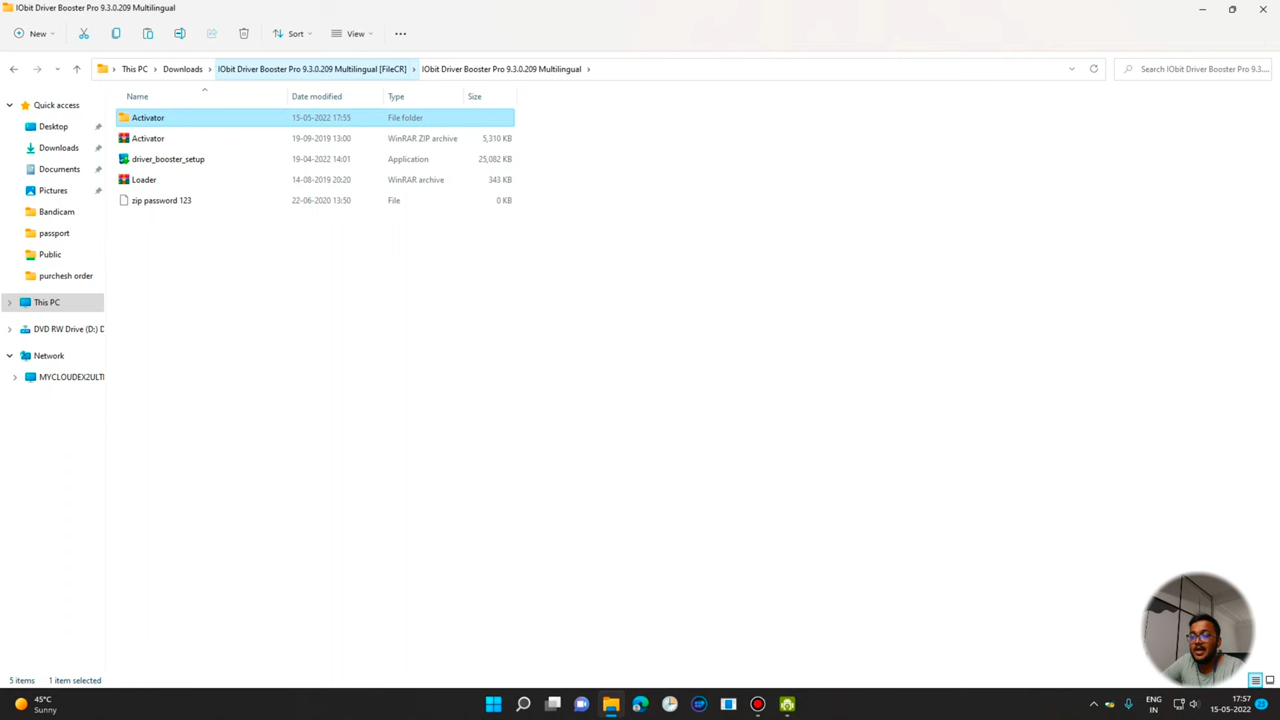 IObit Driver Booster Pro 9.3.0.209 Multilingual
New Sort View
This PC Downloads IObit Driver Booster Pro 9.3.0.209 Multilingual [FileCR] IObit Driver Booster Pro 9.3.0.209 Multilingual Search IObit Driver Booster Pro 9.3....
Name Date modified Type Size
Quick access
Desktop
Downloads
Documents
Pictures
Bandicam
passport
Public
purchesh order
This PC
DVD RW Drive (D:) D
Network
MYCLOUDEX2ULTI
Activator 15-05-2022 17:55 File folder
Activator 19-09-2019 13:00 WinRAR ZIP archive 5,310 KB
driver_booster_setup 19-04-2022 14:01 Application 25,082 KB
Loader 14-08-2019 20:20 WinRAR archive 343 KB
zip password 123 22-06-2020 13:50 File 0 KB
5 items 1 item selected
45°C
Sunny
ENG
IN
17:57
15-05-2022